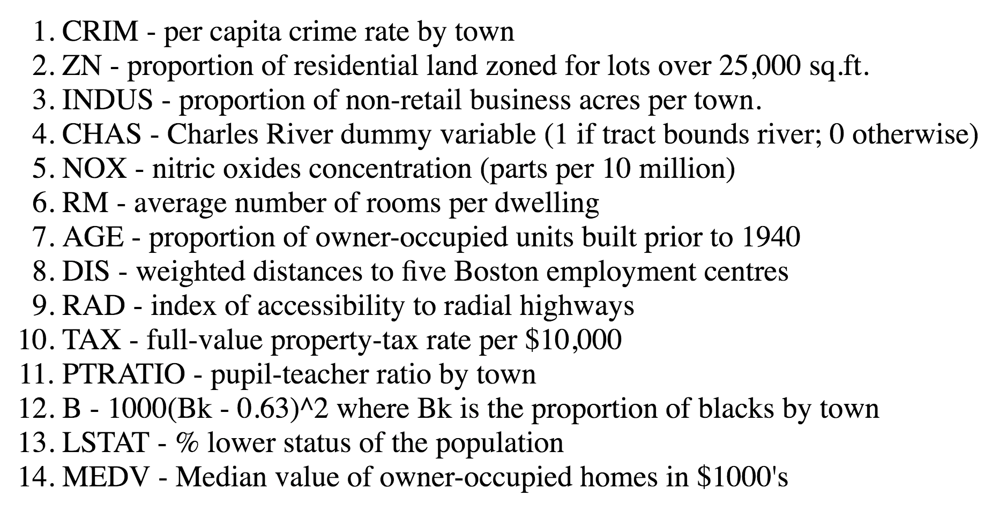 1. CRIM - per capita crime rate by town
2. ZN - proportion of residential land zoned for lots over 25,000 sq.ft.
3. INDUS - proportion of non-retail business acres per town.
4. CHAS - Charles River dummy variable (1 if tract bounds river; 0 otherwise)
5. NOX - nitric oxides concentration (parts per 10 million)
6. RM - average number of rooms per dwelling
7. AGE - proportion of owner-occupied units built prior to 1940
8. DIS - weighted distances to five Boston employment centres
9. RAD - index of accessibility to radial highways
10. TAX - full-value property-tax rate per $10,000
11. PTRATIO - pupil-teacher ratio by town
12. B - 1000(Bk - 0.63)^2 where Bk is the proportion of blacks by town
13. LSTAT - % lower status of the population
14. MEDV - Median value of owner-occupied homes in $1000's